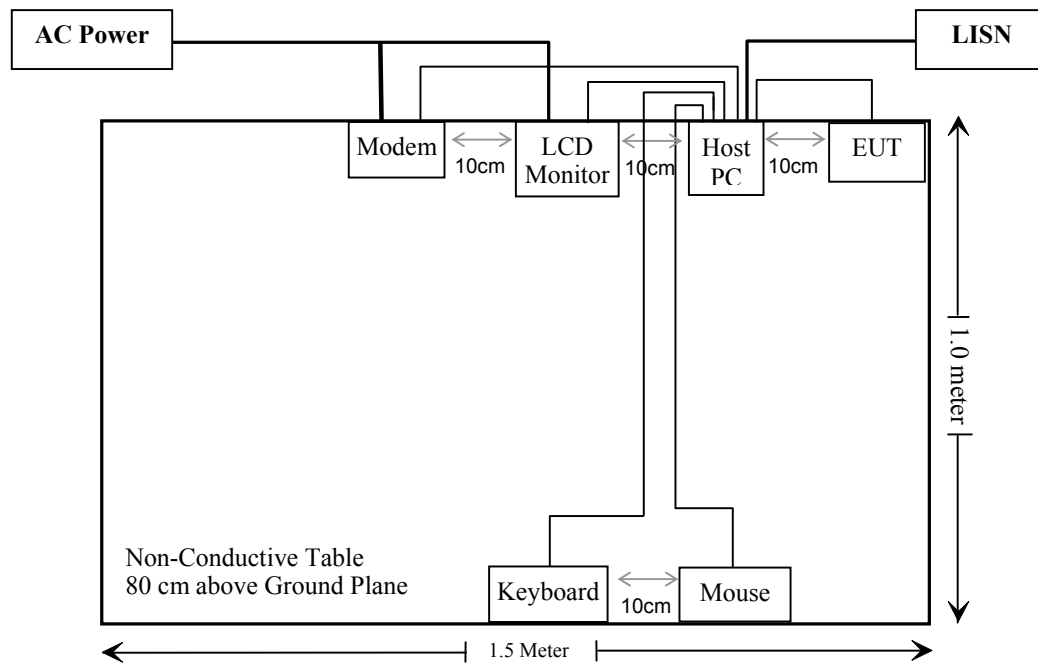 AC Power
LISN
Modem
10cm
LCD
Monitor
10cm
Host
PC
10cm
EUT
1.0 meter
Non-Conductive Table
80 cm above Ground Plane
Keyboard
10cm
Mouse
1.5 Meter